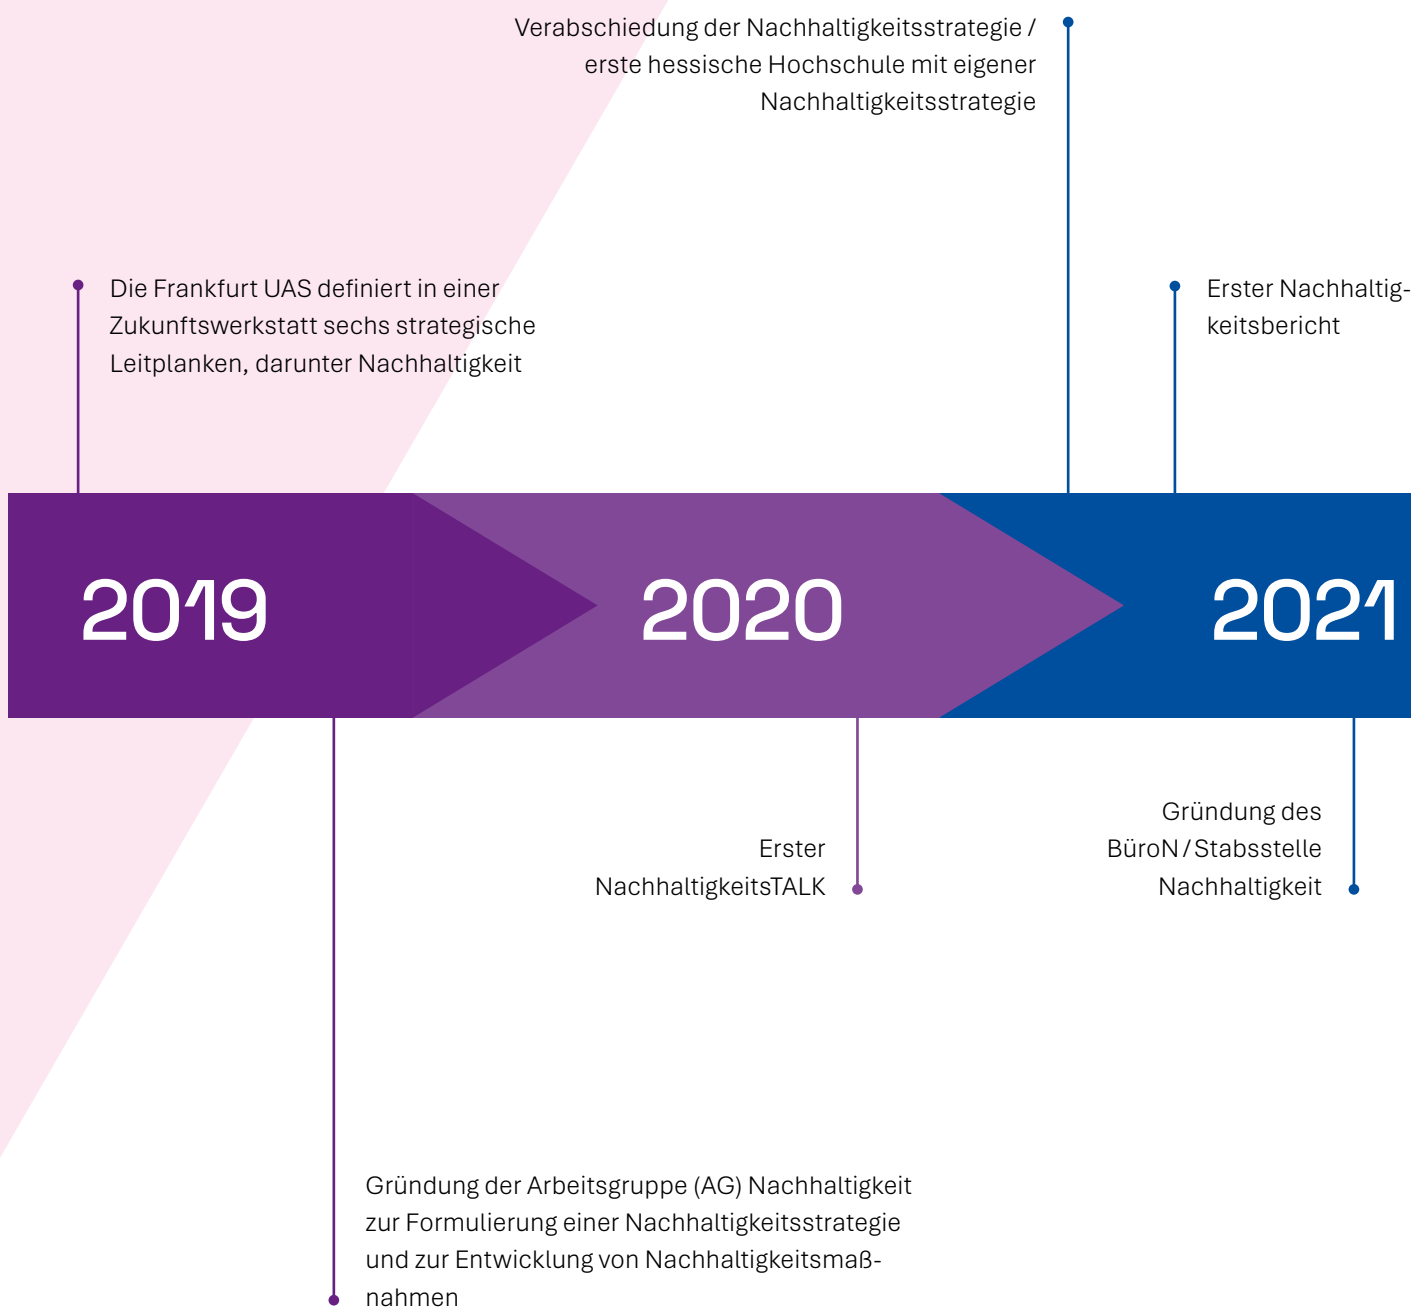 Verabschiedung der Nachhaltigkeitsstrategie /
erste hessische Hochschule mit eigener
Nachhaltigkeitsstrategie
Die Frankfurt UAS definiert in einer
Zukunftswerkstatt sechs strategische
Leitplanken, darunter Nachhaltigkeit
Erster Nachhaltig-
keitsbericht
2019
2020
2021
Gründung des
BüroN / Stabsstelle
Nachhaltigkeit
Erster
NachhaltigkeitsTALK
Gründung der Arbeitsgruppe (AG) Nachhaltigkeit
zur Formulierung einer Nachhaltigkeitsstrategie
und zur Entwicklung von Nachhaltigkeitsmaß-
nahmen